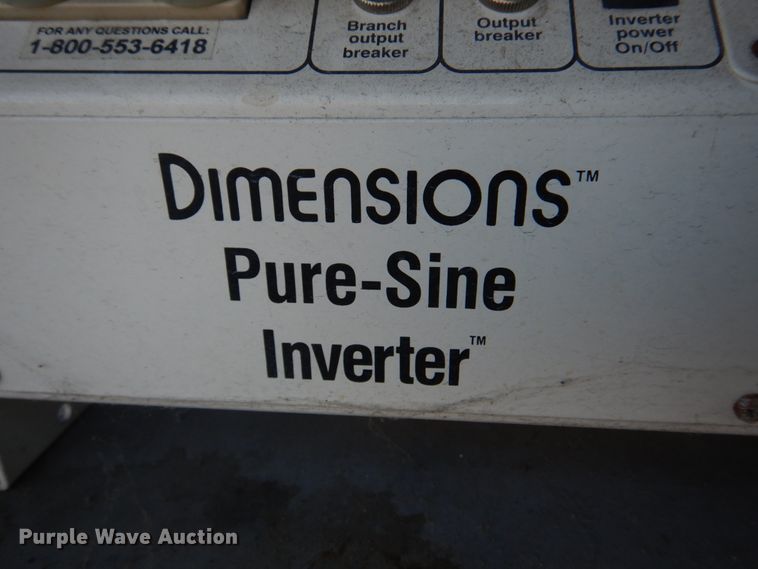 FOR ANY QUESTIONS CALL:
1-800-553-6418
Branch
output
breaker
Output
breaker
Inverter
power
On/Off
DIMENSIONS™
Pure-Sine
Inverter™
Purple Wave Auction